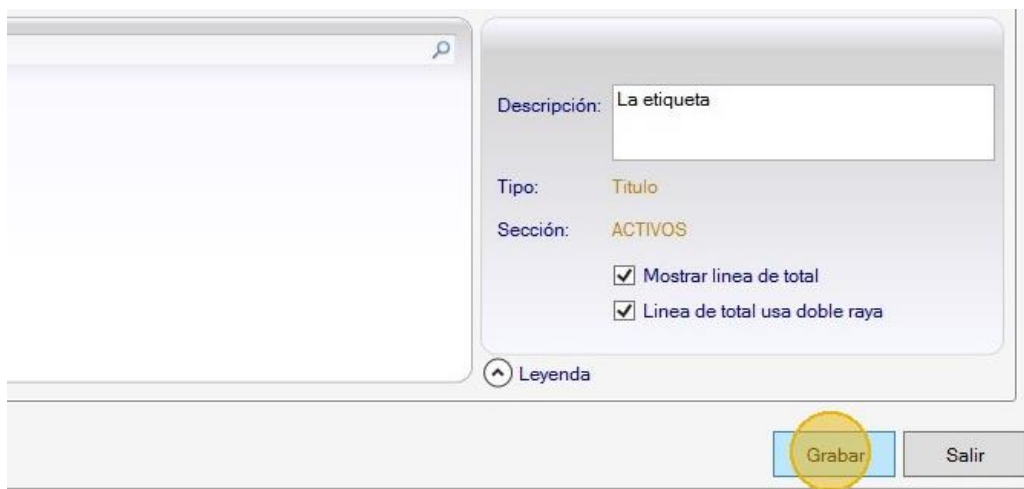 Descripción: La etiqueta
Tipo: Titulo
Sección: ACTIVOS
Mostrar linea de total
Linea de total usa doble raya
Leyenda
Grabar Salir